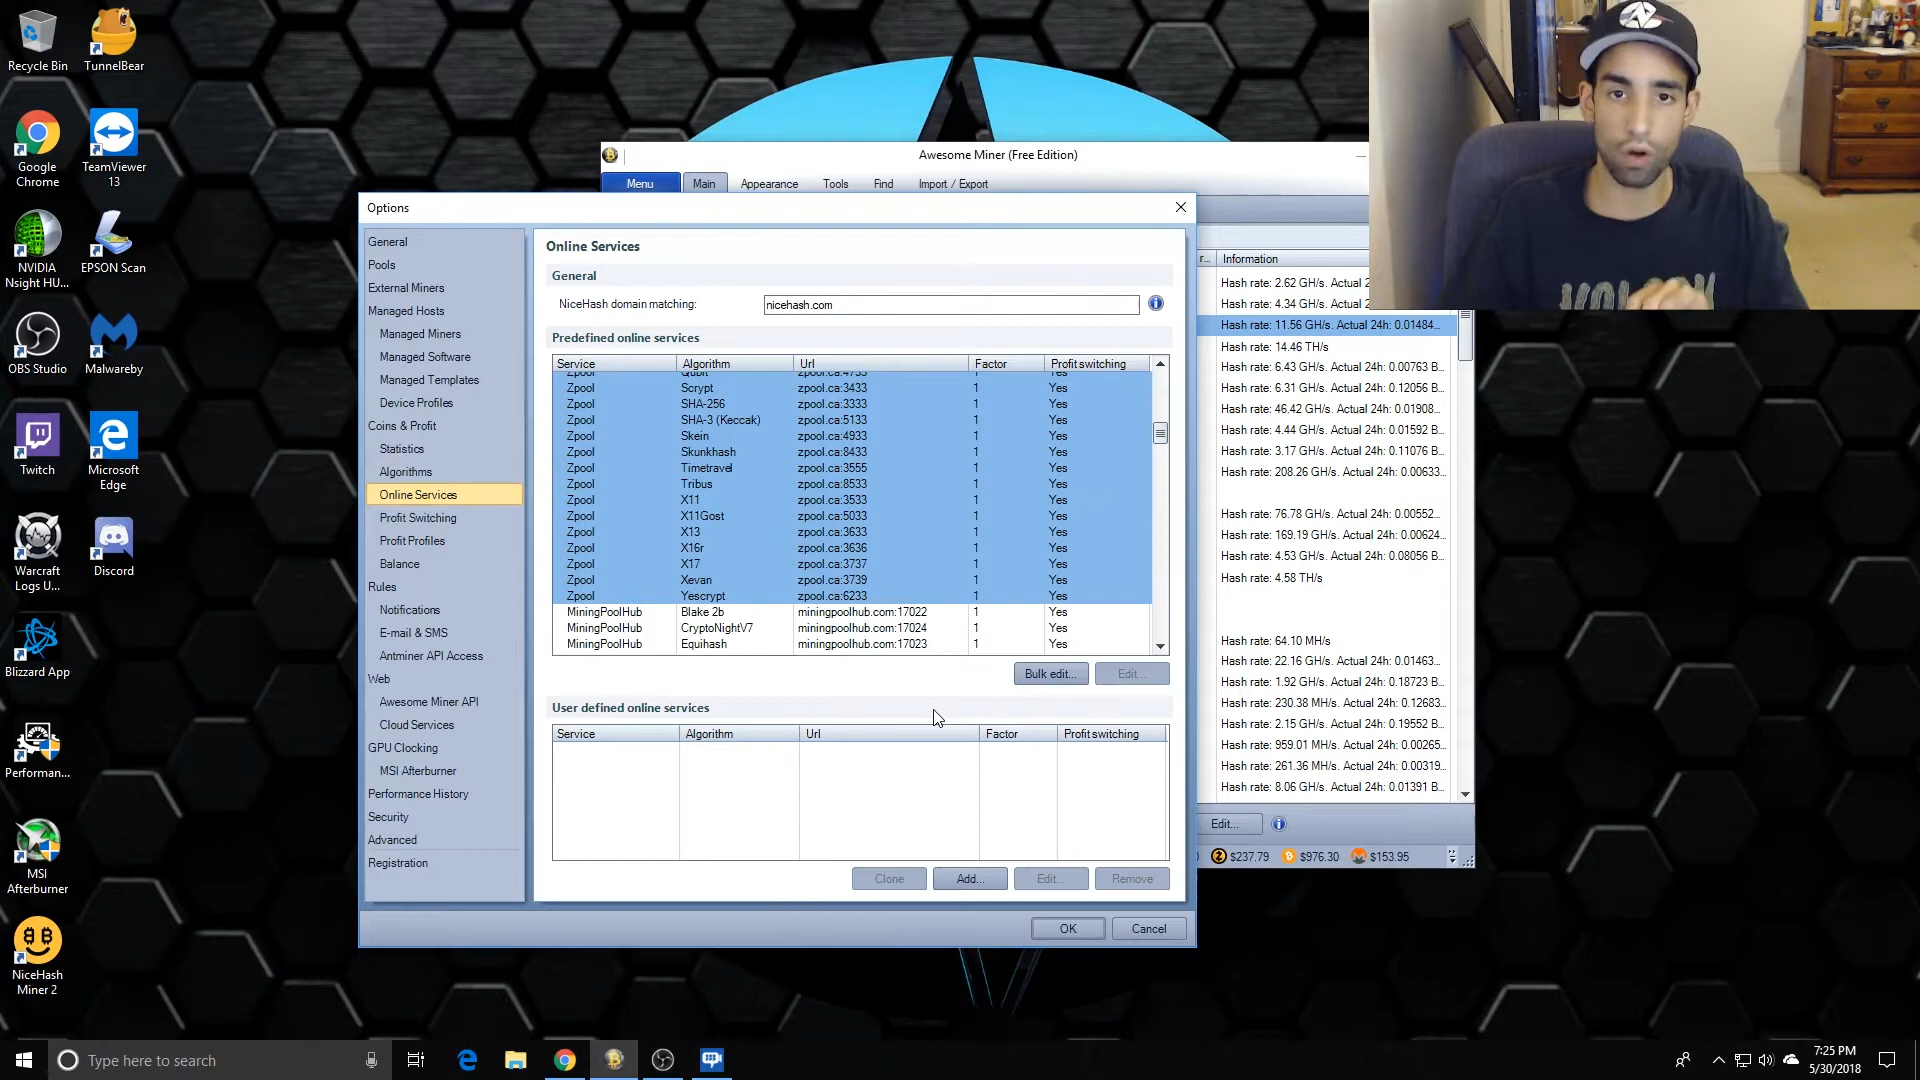 Recycle Bin
TunnelBear
Google Chrome
TeamViewer 13
NVIDIA Nsight HU...
EPSON Scan
OBS Studio
Malwareby
Twitch
Microsoft Edge
Warcraft Logs U...
Discord
Blizzard App
Performan...
MSI Afterburner
NiceHash Miner 2
Awesome Miner (Free Edition)
Menu Main Appearance Tools Find Import / Export
Options
General
Pools
External Miners
Managed Hosts
Managed Miners
Managed Software
Managed Templates
Device Profiles
Coins & Profit
Statistics
Algorithms
Online Services
Profit Switching
Profit Profiles
Balance
Rules
Notifications
E-mail & SMS
Antminer API Access
Web
Awesome Miner API
Cloud Services
GPU Clocking
MSI Afterburner
Performance History
Security
Advanced
Registration
Online Services
General
NiceHash domain matching: nicehash.com
Predefined online services
Service Algorithm Url Factor Profit switching
Zpool Qubit zpool.ca:4733 1 Yes
Zpool Scrypt zpool.ca:3433 1 Yes
Zpool SHA-256 zpool.ca:3333 1 Yes
Zpool SHA-3 (Keccak) zpool.ca:5133 1 Yes
Zpool Skein zpool.ca:4933 1 Yes
Zpool Skunkhash zpool.ca:8433 1 Yes
Zpool Timetravel zpool.ca:3555 1 Yes
Zpool Tribus zpool.ca:8533 1 Yes
Zpool X11 zpool.ca:3533 1 Yes
Zpool X11Gost zpool.ca:5033 1 Yes
Zpool X13 zpool.ca:3633 1 Yes
Zpool X16r zpool.ca:3636 1 Yes
Zpool X17 zpool.ca:3737 1 Yes
Zpool Xevan zpool.ca:3739 1 Yes
Zpool Yescrypt zpool.ca:6233 1 Yes
MiningPoolHub Blake 2b miningpoolhub.com:17022 1 Yes
MiningPoolHub CryptoNightV7 miningpoolhub.com:17024 1 Yes
MiningPoolHub Equihash miningpoolhub.com:17023 1 Yes
Bulk edit... Edit...
User defined online services
Service Algorithm Url Factor Profit switching
Clone Add... Edit... Remove
OK Cancel
r... Information
Hash rate: 2.62 GH/s. Actual 2
Hash rate: 4.34 GH/s. Actual 2
Hash rate: 11.56 GH/s. Actual 24h: 0.01484...
Hash rate: 14.46 TH/s
Hash rate: 6.43 GH/s. Actual 24h: 0.00763 B...
Hash rate: 6.31 GH/s. Actual 24h: 0.12056 B...
Hash rate: 46.42 GH/s. Actual 24h: 0.01908...
Hash rate: 4.44 GH/s. Actual 24h: 0.01592 B...
Hash rate: 3.17 GH/s. Actual 24h: 0.11076 B...
Hash rate: 208.26 GH/s. Actual 24h: 0.00633...
Hash rate: 76.78 GH/s. Actual 24h: 0.00552...
Hash rate: 169.19 GH/s. Actual 24h: 0.00624...
Hash rate: 4.53 GH/s. Actual 24h: 0.08056 B...
Hash rate: 4.58 TH/s
Hash rate: 64.10 MH/s
Hash rate: 22.16 GH/s. Actual 24h: 0.01463...
Hash rate: 1.92 GH/s. Actual 24h: 0.18723 B...
Hash rate: 230.38 MH/s. Actual 24h: 0.12683...
Hash rate: 2.15 GH/s. Actual 24h: 0.19552 B...
Hash rate: 959.01 MH/s. Actual 24h: 0.00265...
Hash rate: 261.36 MH/s. Actual 24h: 0.00319...
Hash rate: 8.06 GH/s. Actual 24h: 0.01391 B...
Edit...
$237.79 $976.30 $153.95
Type here to search
7:25 PM
5/30/2018